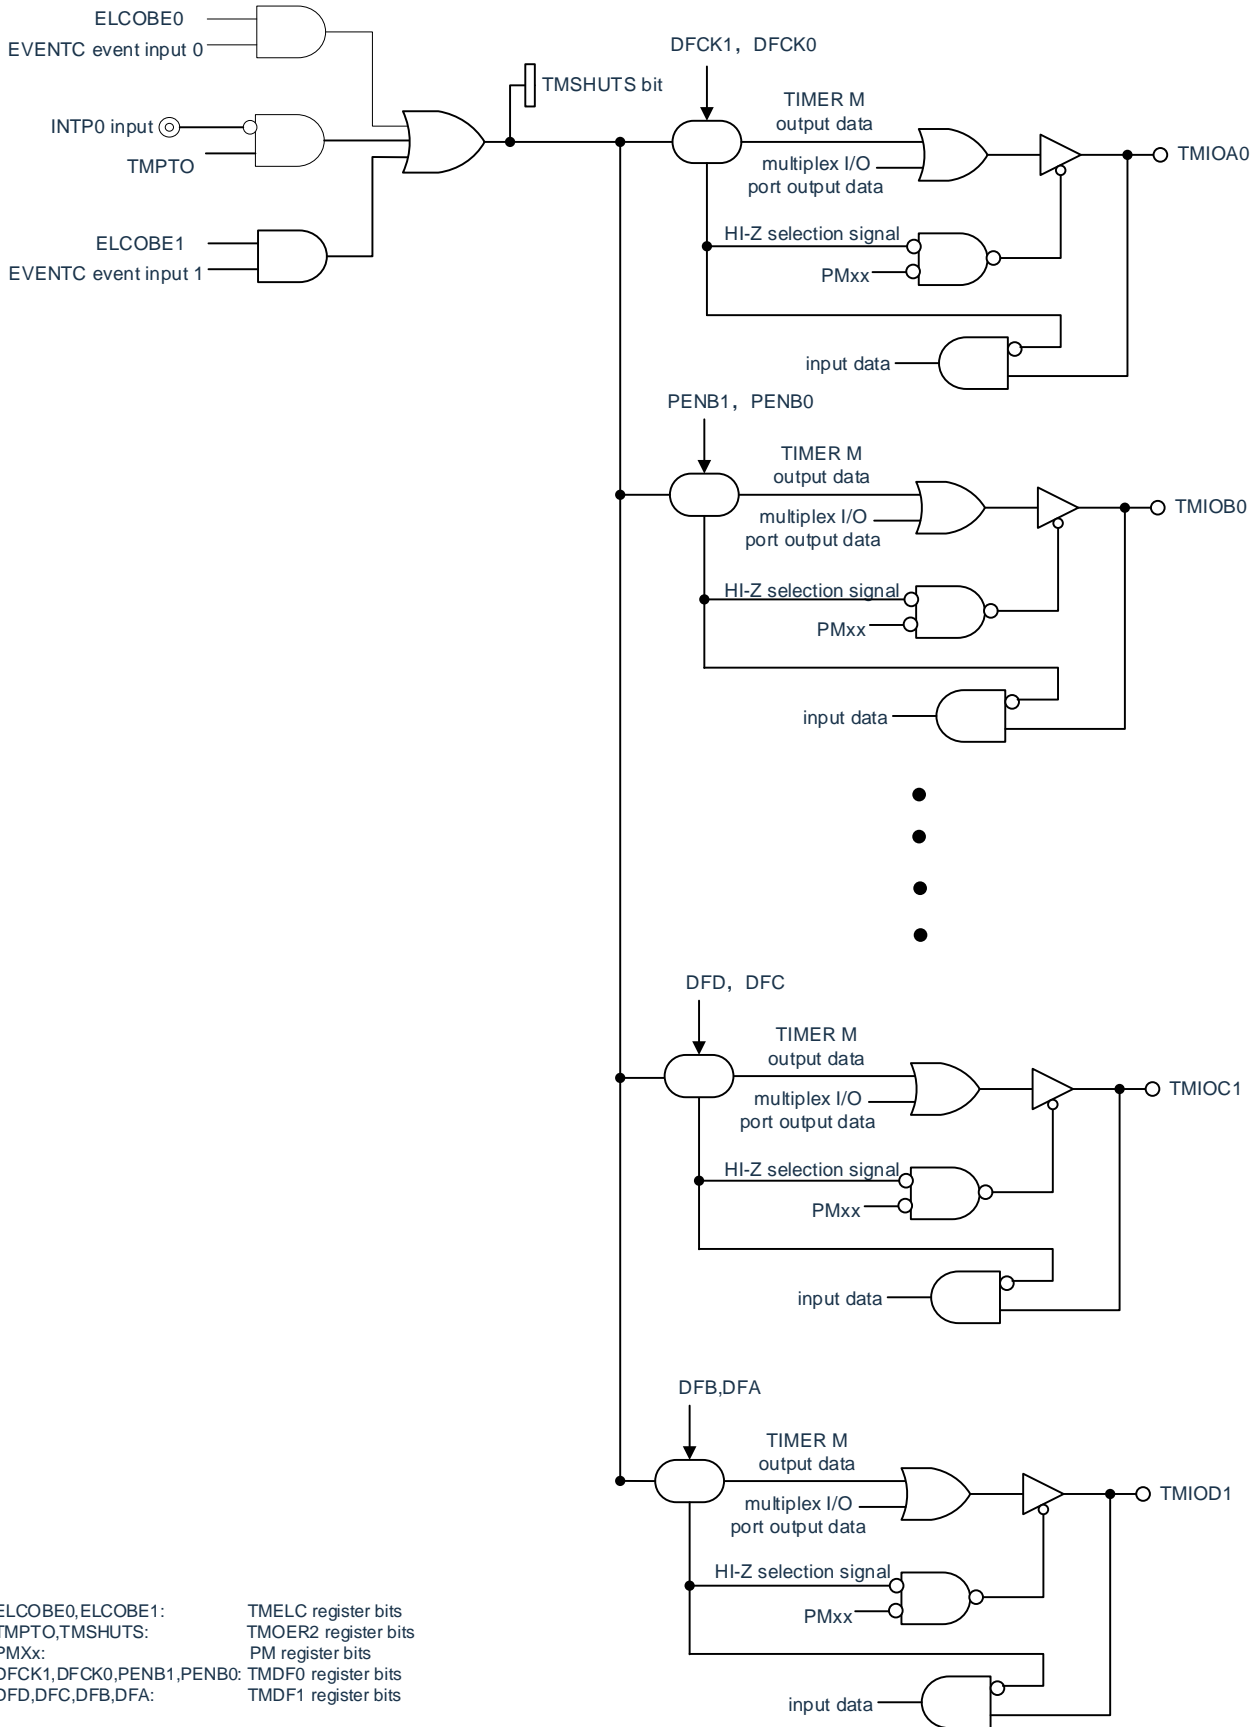 ELCOBE0
EVENTC event input 0
INTP0 input
TMPTO
ELCOBE1
EVENTC event input 1
TMSHUTS bit
DFCK1，DFCK0
TIMER M
output data
multiplex I/O
port output data
HI-Z selection signal
PMxx
input data
TMIOA0
PENB1，PENB0
TIMER M
output data
multiplex I/O
port output data
HI-Z selection signal
PMxx
input data
TMIOB0
DFD，DFC
TIMER M
output data
multiplex I/O
port output data
HI-Z selection signal
PMxx
input data
TMIOC1
DFB,DFA
TIMER M
output data
multiplex I/O
port output data
HI-Z selection signal
PMxx
input data
TMIOD1
ELCOBE0,ELCOBE1: TMELC register bits
TMPTO,TMSHUTS: TMOER2 register bits
PMXx: PM register bits
DFCK1,DFCK0,PENB1,PENB0: TMDF0 register bits
DFD,DFC,DFB,DFA: TMDF1 register bits